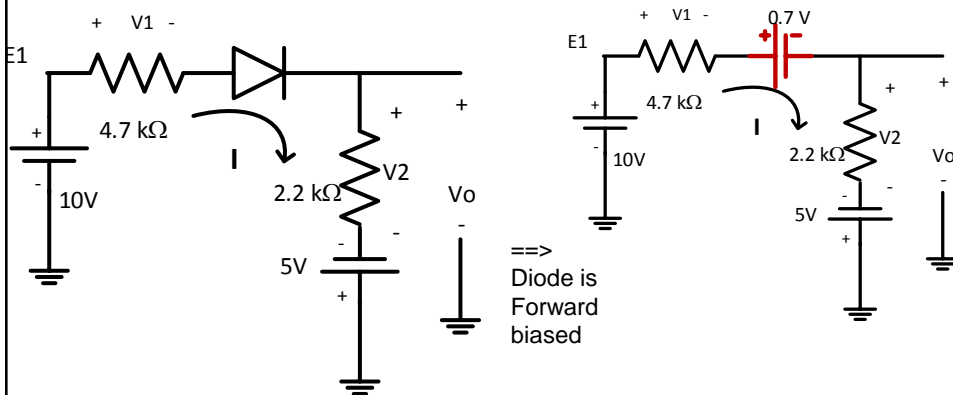 + V1 -
E1
4.7 kΩ
I
+
-
10V
+
V2
2.2 kΩ
-
-
5V
+
+
Vo
-
==>
Diode is
Forward
biased
0.7 V
+ -
+ V1 -
E1
4.7 kΩ
I
+
-
10V
+
V2
2.2 kΩ
-
-
5V
+
+
Vo
-